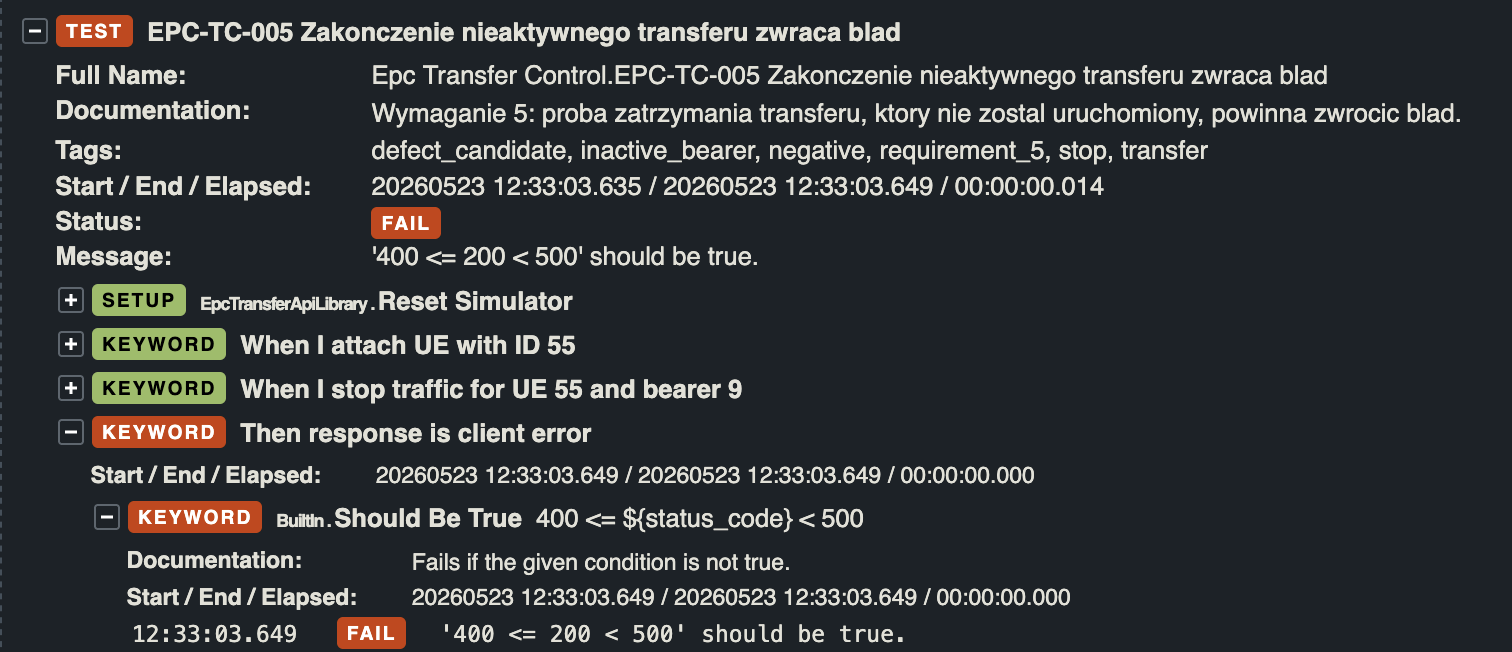 TEST EPC-TC-005 Zakonczenie nieaktywnego transferu zwraca blad
Full Name: Epc Transfer Control.EPC-TC-005 Zakonczenie nieaktywnego transferu zwraca blad
Documentation: Wymaganie 5: proba zatrzymania transferu, ktory nie zostal uruchomiony, powinna zwrocic blad.
Tags: defect_candidate, inactive_bearer, negative, requirement_5, stop, transfer
Start / End / Elapsed: 20260523 12:33:03.635 / 20260523 12:33:03.649 / 00:00:00.014
Status: FAIL
Message: '400 <= 200 < 500' should be true.
SETUP EpcTransferApiLibrary.Reset Simulator
KEYWORD When I attach UE with ID 55
KEYWORD When I stop traffic for UE 55 and bearer 9
KEYWORD Then response is client error
Start / End / Elapsed: 20260523 12:33:03.649 / 20260523 12:33:03.649 / 00:00:00.000
KEYWORD BuiltIn.Should Be True 400 <= ${status_code} < 500
Documentation: Fails if the given condition is not true.
Start / End / Elapsed: 20260523 12:33:03.649 / 20260523 12:33:03.649 / 00:00:00.000
12:33:03.649 FAIL '400 <= 200 < 500' should be true.